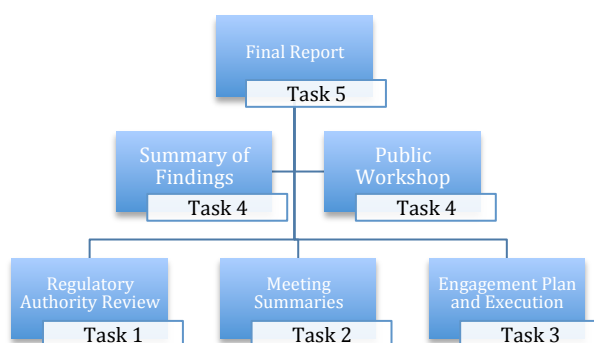 Final Report
Task 5
Summary of
Findings
Task 4
Public
Workshop
Task 4
Regulatory
Authority Review
Task 1
Meeting
Summaries
Task 2
Engagement Plan
and Execution
Task 3